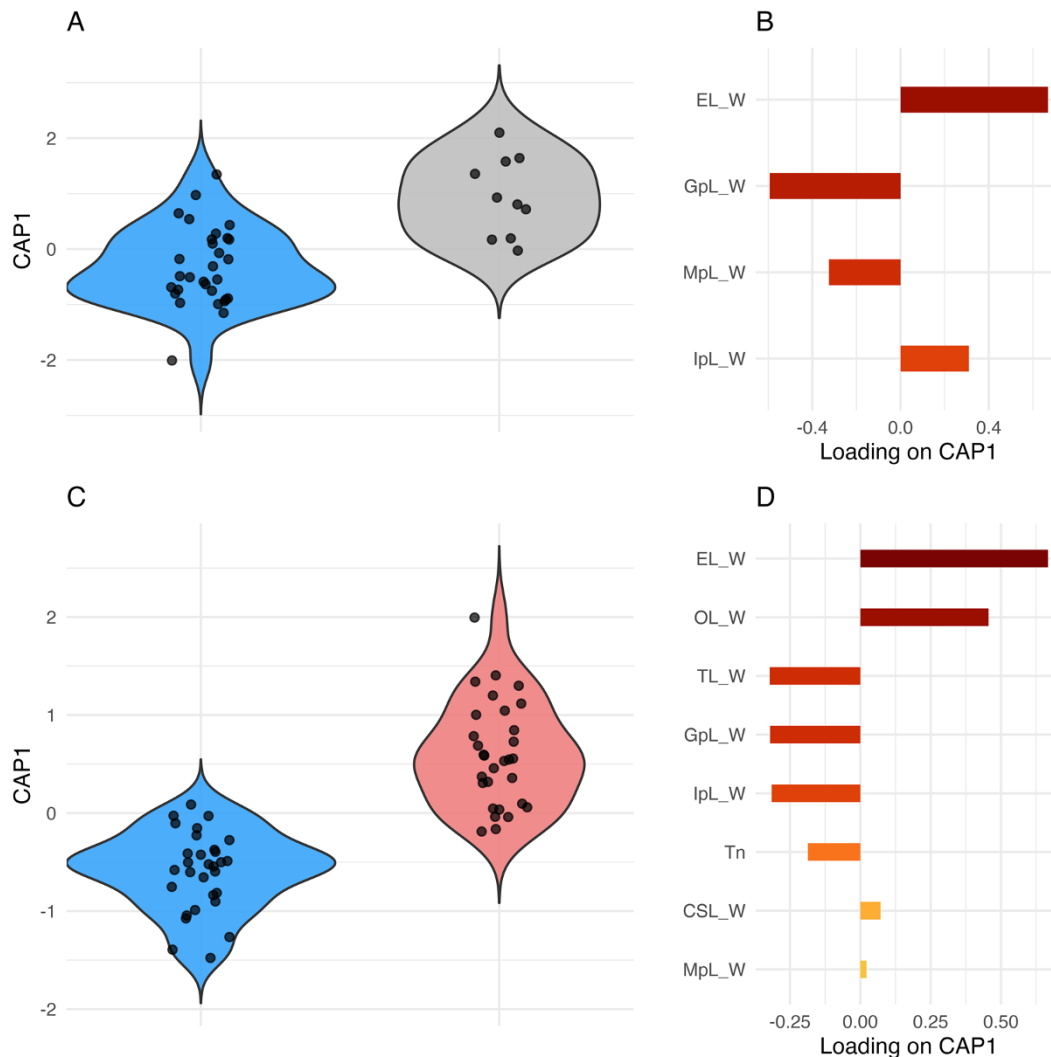 A
CAP1
2
0
-2
B
EL_W
GpL_W
MpL_W
IpL_W
-0.4 0.0 0.4
Loading on CAP1
C
CAP1
2
1
0
-1
-2
D
EL_W
OL_W
TL_W
GpL_W
IpL_W
Tn
CSL_W
MpL_W
-0.25 0.00 0.25 0.50
Loading on CAP1